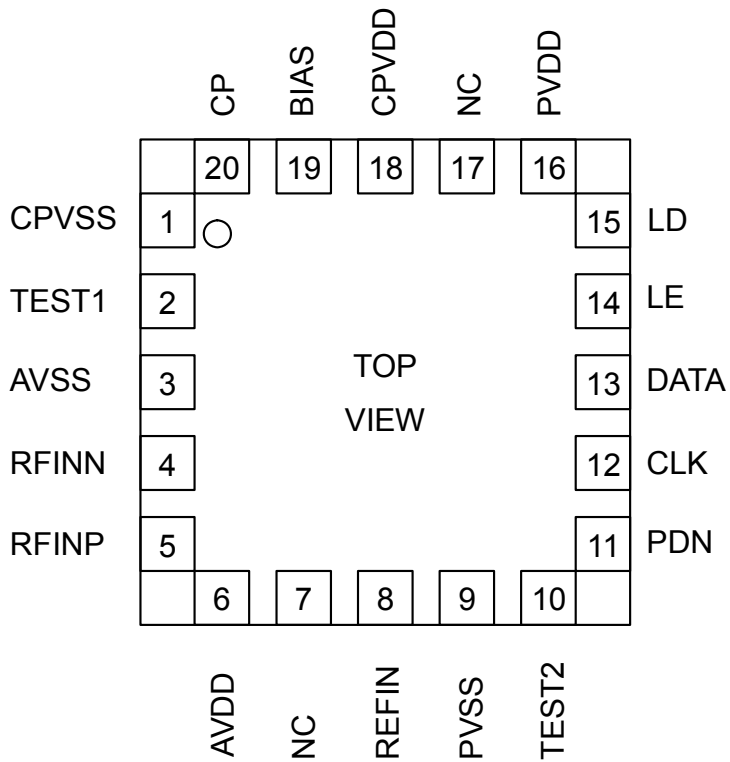 CP
BIAS
CPVDD
NC
PVDD
20
19
18
17
16
CPVSS 1
15 LD
TEST1 2
14 LE
AVSS 3
TOP
VIEW
13 DATA
RFINN 4
12 CLK
RFINP 5
11 PDN
6
7
8
9
10
AVDD
NC
REFIN
PVSS
TEST2